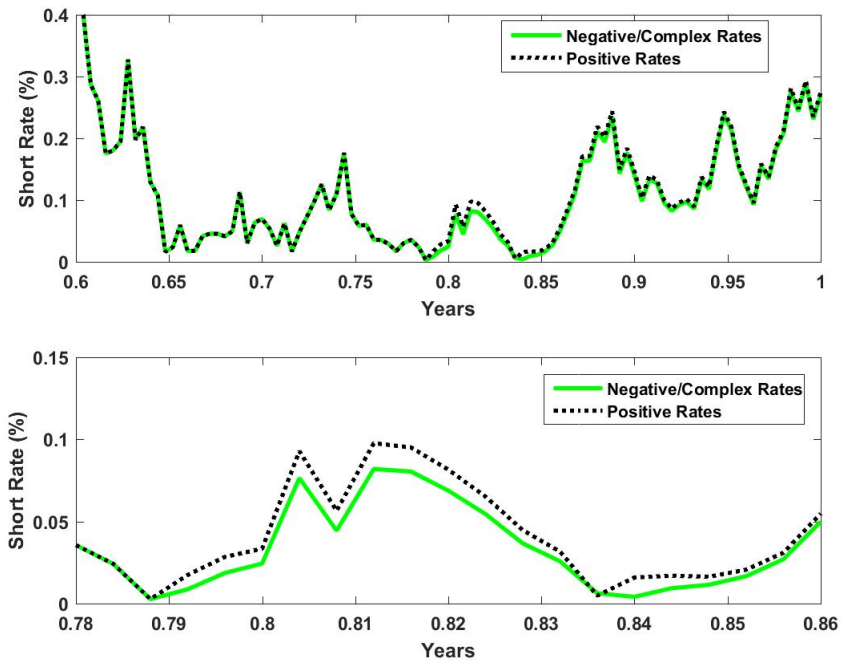 0.4
0.3
0.2
0.1
0
Short Rate (%)
Negative/Complex Rates
Positive Rates
0.6 0.65 0.7 0.75 0.8 0.85 0.9 0.95 1
Years
0.15
0.1
0.05
0
Short Rate (%)
Negative/Complex Rates
Positive Rates
0.78 0.79 0.8 0.81 0.82 0.83 0.84 0.85 0.86
Years